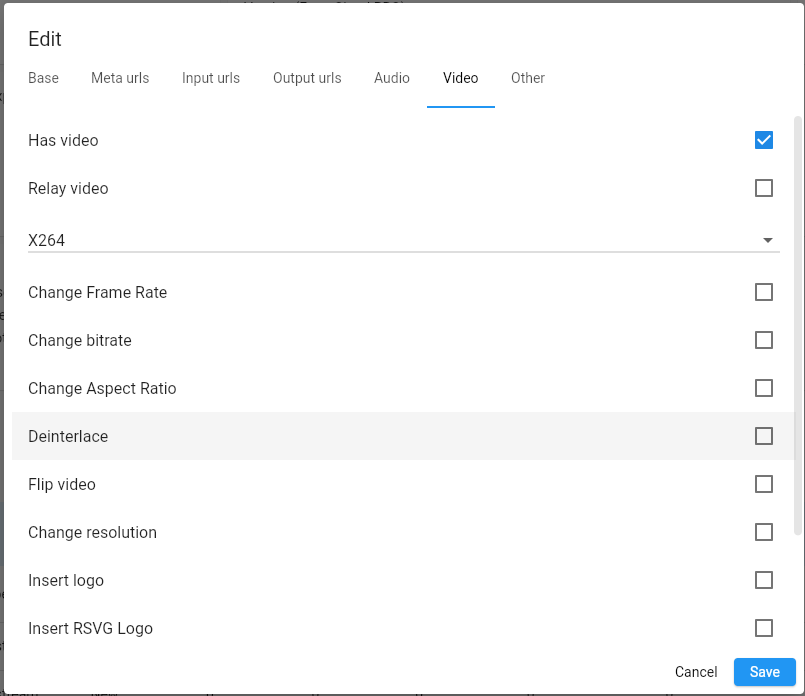 Edit
Base Meta urls Input urls Output urls Audio Video Other
Has video
Relay video
X264
Change Frame Rate
Change bitrate
Change Aspect Ratio
Deinterlace
Flip video
Change resolution
Insert logo
Insert RSVG Logo
Cancel Save